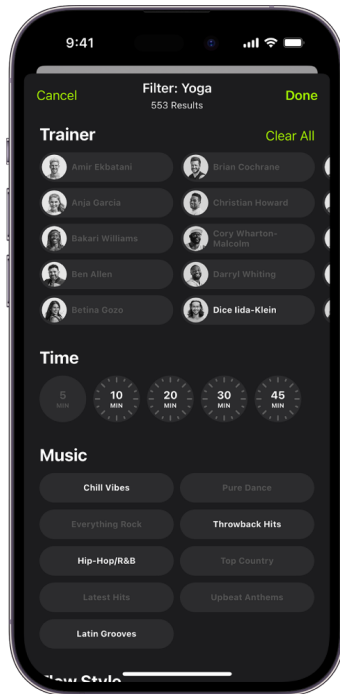 9:41
Cancel
Filter: Yoga
553 Results
Done
Trainer
Clear All
Amir Ekbatani
Brian Cochrane
Anja Garcia
Christian Howard
Bakari Williams
Cory Wharton-
Malcolm
Ben Allen
Darryl Whiting
Betina Gozo
Dice Iida-Klein
Time
5
MIN
10
MIN
20
MIN
30
MIN
45
MIN
Music
Chill Vibes
Pure Dance
Everything Rock
Throwback Hits
Hip-Hop/R&B
Top Country
Latest Hits
Upbeat Anthems
Latin Grooves
Flow Style